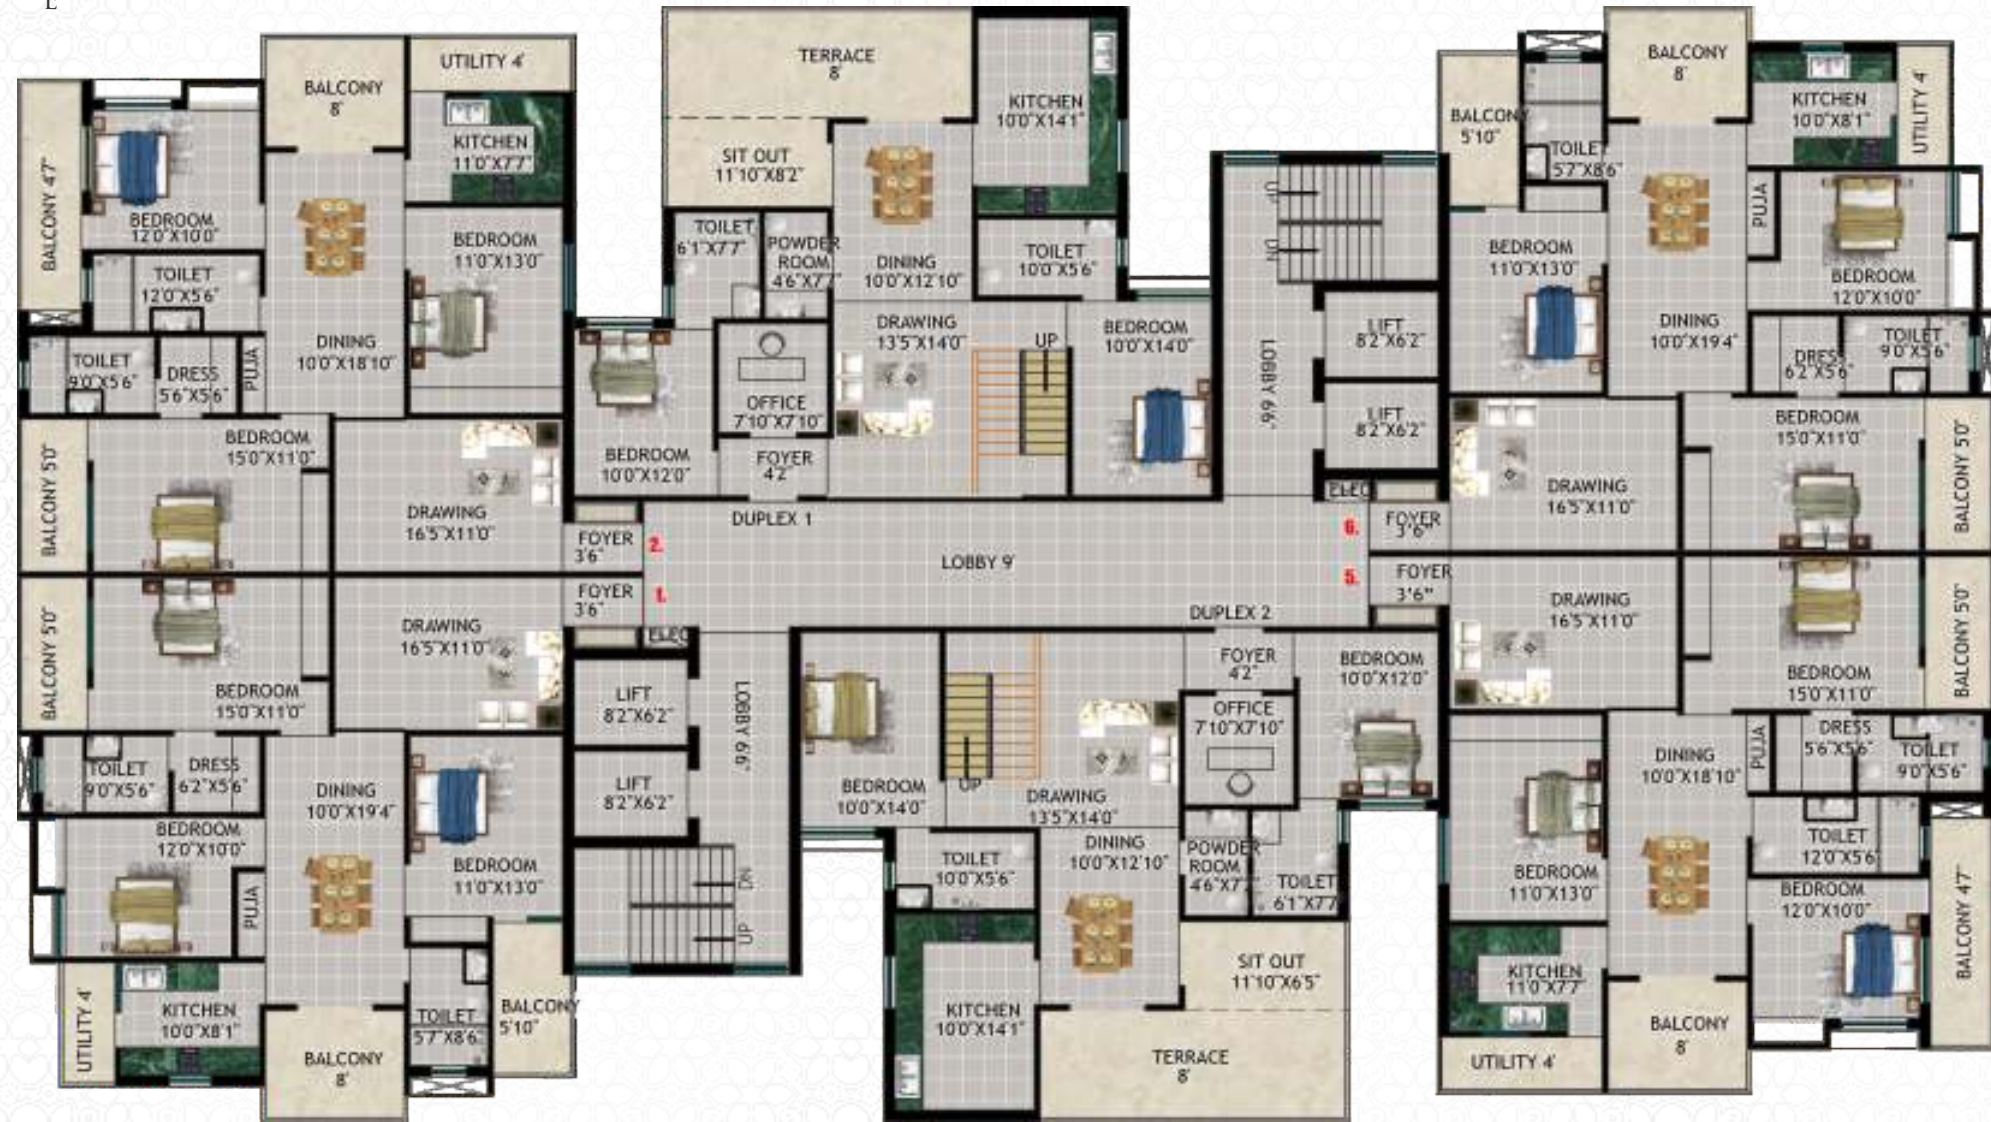 E
BALCONY 4'7"
BEDROOM
12'0"X10'0"
BALCONY
8'
UTILITY 4'
KITCHEN
11'0"X7'7"
BEDROOM
11'0"X13'0"
TOILET
12'0"X5'6"
TOILET
9'0"X5'6"
DRESS
5'6"X5'6"
PUJA
DINING
10'0"X18'10"
BEDROOM
15'0"X11'0"
BALCONY 5'0"
DRAWING
16'5"X11'0"
FOYER
3'6"
2.
TERRACE
8'
SIT OUT
11'10"X8'2"
KITCHEN
10'0"X14'1"
TOILET
6'1"X7'7"
POWDER
ROOM
4'6"X7'7"
DINING
10'0"X12'10"
TOILET
10'0"X5'6"
DRAWING
13'5"X14'0"
UP
BEDROOM
10'0"X14'0"
OFFICE
7'10"X7'10"
BEDROOM
10'0"X12'0"
FOYER
4'2"
DUPLEX 1
UP
DN
LOBBY 6'6"
LIFT
8'2"X6'2"
LIFT
8'2"X6'2"
ELEC
BALCONY
5'10"
TOILET
5'7"X8'6"
BALCONY
8'
KITCHEN
10'0"X8'1"
UTILITY 4'
PUJA
BEDROOM
12'0"X10'0"
BEDROOM
11'0"X13'0"
DINING
10'0"X19'4"
DRESS
6'2"X5'6"
TOILET
9'0"X5'6"
BEDROOM
15'0"X11'0"
BALCONY 5'0"
DRAWING
16'5"X11'0"
6.
FOYER
3'6"
LOBBY 9'
BALCONY 5'0"
BEDROOM
15'0"X11'0"
DRAWING
16'5"X11'0"
FOYER
3'6"
1.
ELEC
LIFT
8'2"X6'2"
LIFT
8'2"X6'2"
LOBBY 6'6"
DN
UP
TOILET
9'0"X5'6"
DRESS
6'2"X5'6"
DINING
10'0"X19'4"
BEDROOM
12'0"X10'0"
PUJA
BEDROOM
11'0"X13'0"
UTILITY 4'
KITCHEN
10'0"X8'1"
BALCONY
8'
TOILET
5'7"X8'6"
BALCONY
5'10"
DUPLEX 2
BEDROOM
10'0"X14'0"
UP
DRAWING
13'5"X14'0"
FOYER
4'2"
OFFICE
7'10"X7'10"
BEDROOM
10'0"X12'0"
TOILET
10'0"X5'6"
DINING
10'0"X12'10"
POWDER
ROOM
4'6"X7'7"
TOILET
6'1"X7'7"
KITCHEN
10'0"X14'1"
SIT OUT
11'10"X6'5"
TERRACE
8'
5.
FOYER
3'6"
DRAWING
16'5"X11'0"
BEDROOM
15'0"X11'0"
BALCONY 5'0"
DINING
10'0"X18'10"
PUJA
DRESS
5'6"X5'6"
TOILET
9'0"X5'6"
TOILET
12'0"X5'6"
BEDROOM
11'0"X13'0"
BEDROOM
12'0"X10'0"
BALCONY 4'7"
KITCHEN
11'0"X7'7"
UTILITY 4'
BALCONY
8'